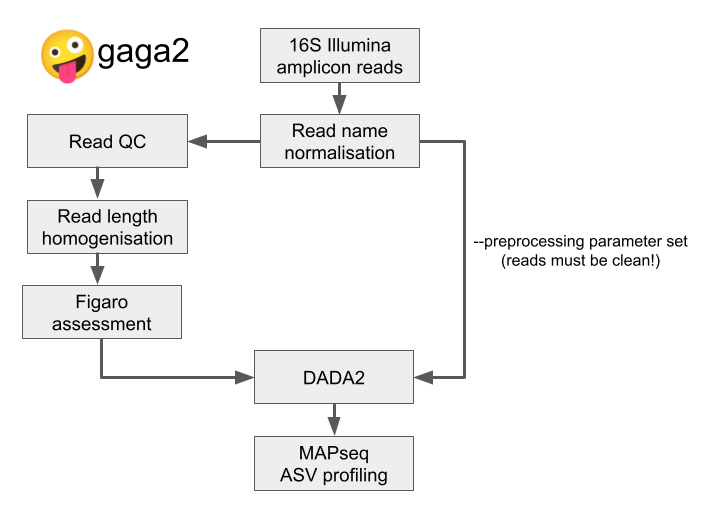 gaga2
16S Illumina
amplicon reads
Read name
normalisation
Read QC
Read length
homogenisation
Figaro
assessment
--preprocessing parameter set
(reads must be clean!)
DADA2
MAPseq
ASV profiling